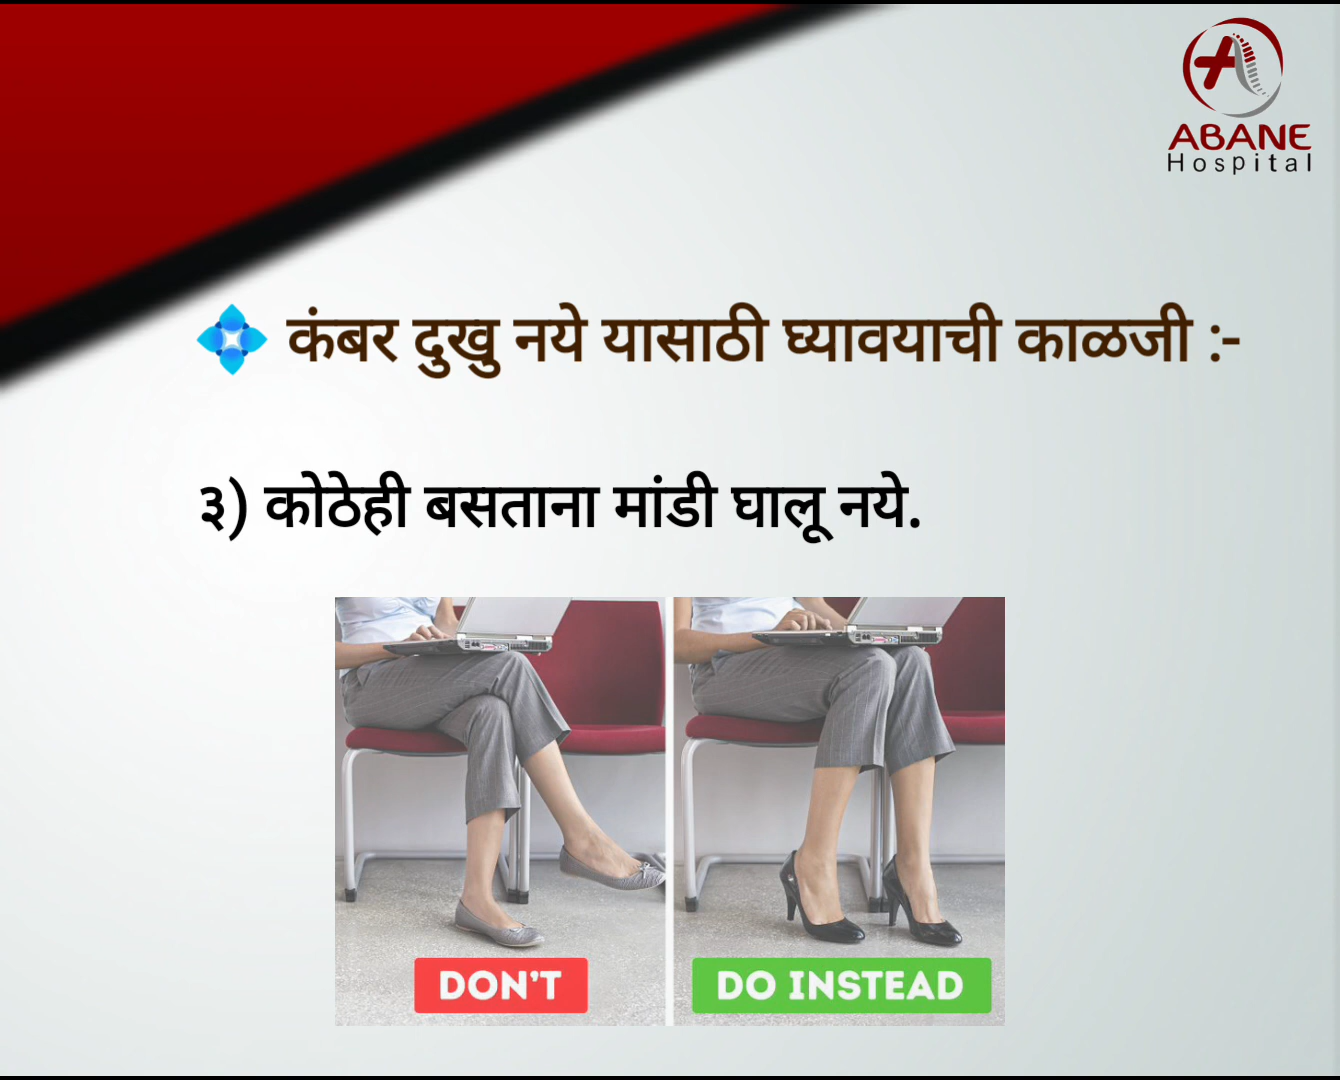 ABANE
Hospital
कंबर दुखु नये यासाठी घ्यावयाची काळजी :-
३) कोठेही बसताना मांडी घालू नये.
DON'T
DO INSTEAD